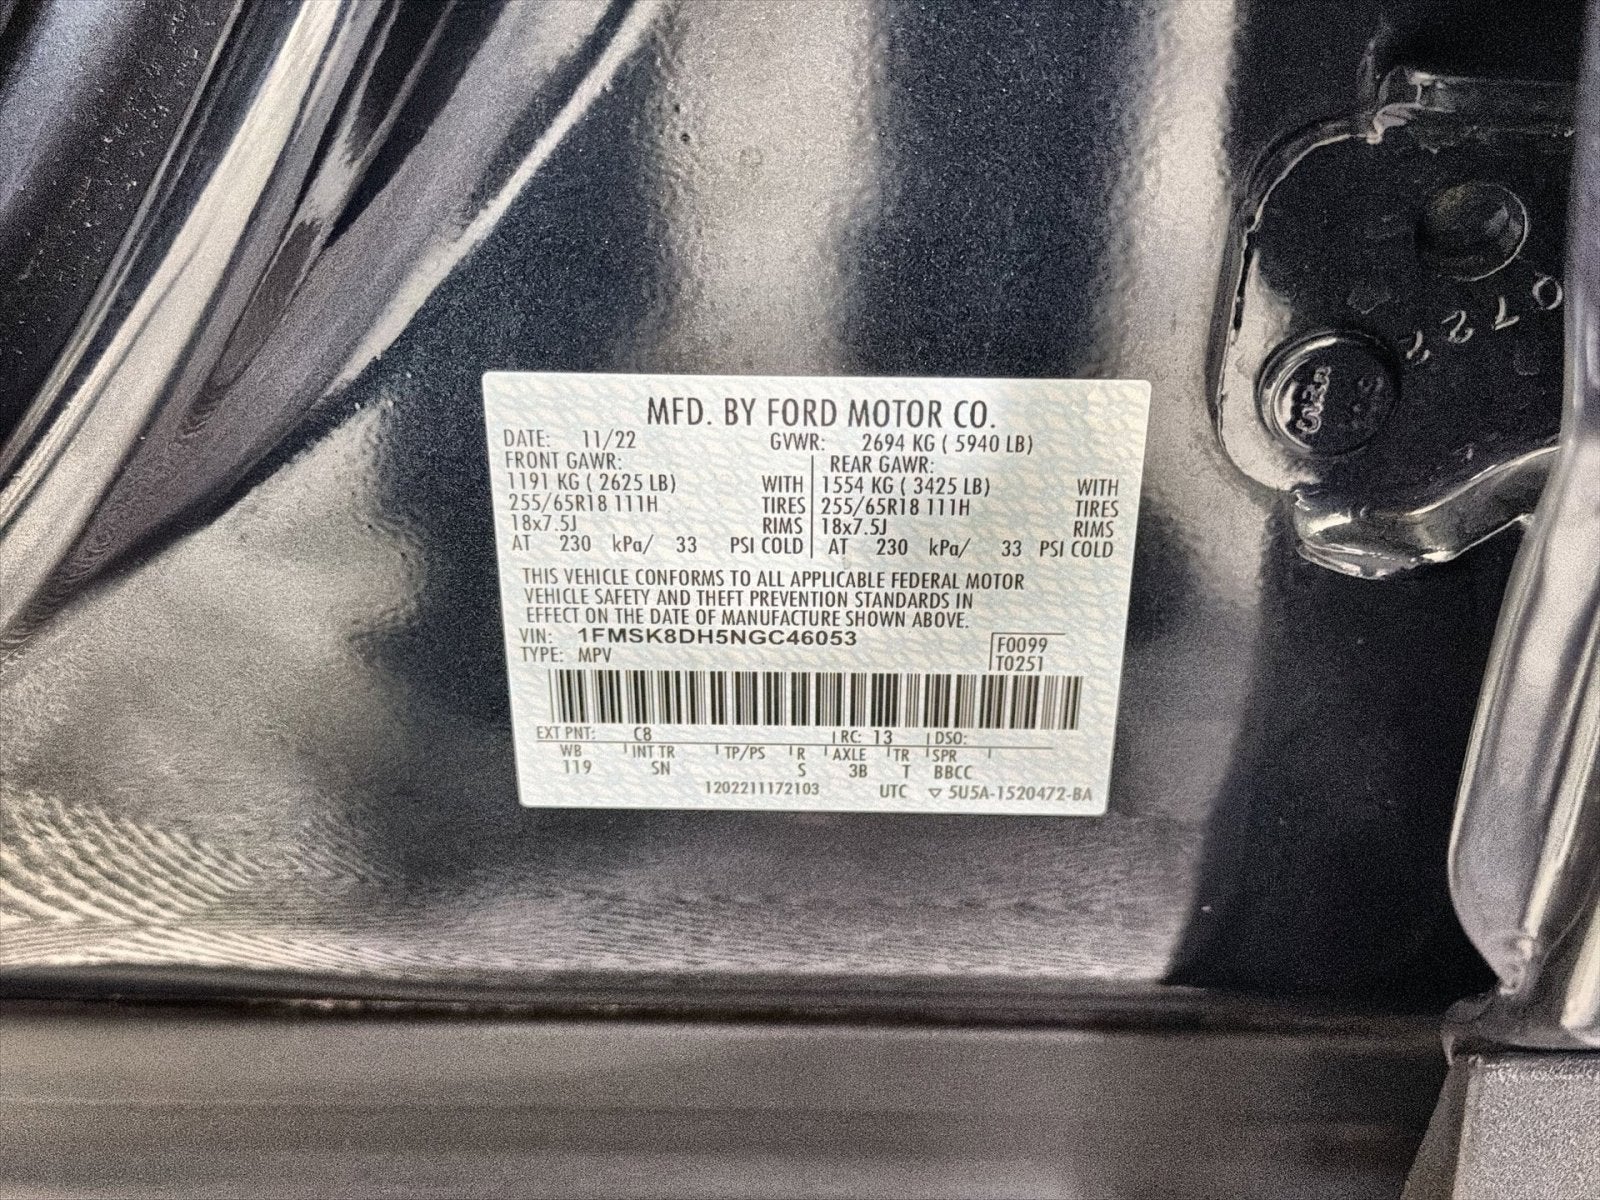 0722
MFD. BY FORD MOTOR CO.
DATE: 11/22 GVWR: 2694 KG ( 5940 LB)
FRONT GAWR: REAR GAWR:
1191 KG ( 2625 LB) WITH 1554 KG ( 3425 LB) WITH
255/65R18 111H TIRES 255/65R18 111H TIRES
18x7.5J RIMS 18x7.5J RIMS
AT 230 kPa/ 33 PSI COLD AT 230 kPa/ 33 PSI COLD
THIS VEHICLE CONFORMS TO ALL APPLICABLE FEDERAL MOTOR
VEHICLE SAFETY AND THEFT PREVENTION STANDARDS IN
EFFECT ON THE DATE OF MANUFACTURE SHOWN ABOVE.
VIN: 1FMSK8DH5NGC46053
TYPE: MPV
F0099
T0251
EXT PNT: C8 RC: 13 DSO:
WB INT TR TP/PS R AXLE TR SPR
119 SN S 3B T BBCC
1202211172103 UTC ▽ 5U5A-1520472-BA